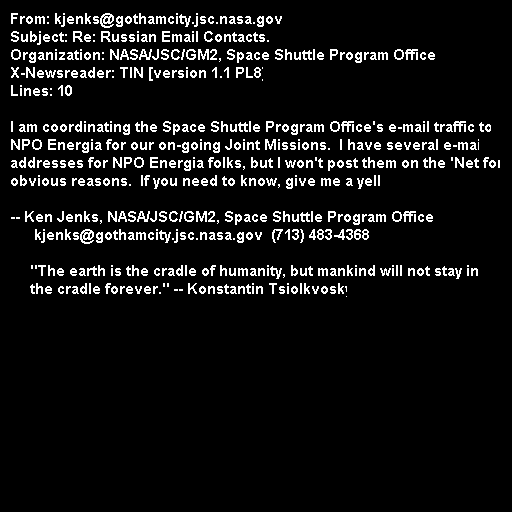 From: kjenks@gothamcity.jsc.nasa.gov
Subject: Re: Russian Email Contacts.
Organization: NASA/JSC/GM2, Space Shuttle Program Office
X-Newsreader: TIN [version 1.1 PL8]
Lines: 10

I am coordinating the Space Shuttle Program Office's e-mail traffic to
NPO Energia for our on-going Joint Missions.  I have several e-mai
addresses for NPO Energia folks, but I won't post them on the 'Net for
obvious reasons.  If you need to know, give me a yell

-- Ken Jenks, NASA/JSC/GM2, Space Shuttle Program Office
kjenks@gothamcity.jsc.nasa.gov  (713) 483-4368

"The earth is the cradle of humanity, but mankind will not stay in
the cradle forever." -- Konstantin Tsiolkvosky